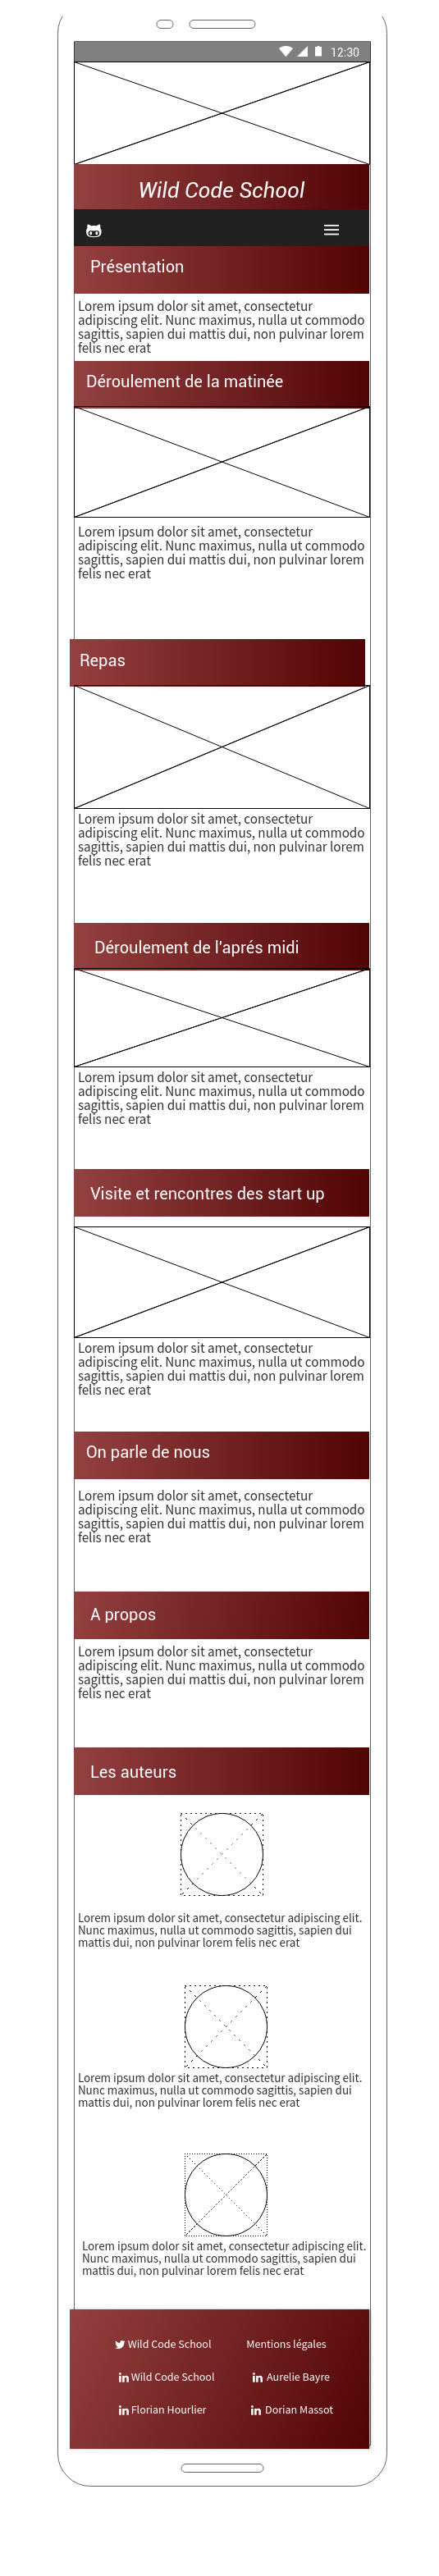 12:30
Wild Code School
Présentation
Lorem ipsum dolor sit amet, consectetur
adipiscing elit. Nunc maximus, nulla ut commodo
sagittis, sapien dui mattis dui, non pulvinar lorem
felis nec erat
Déroulement de la matinée
Lorem ipsum dolor sit amet, consectetur
adipiscing elit. Nunc maximus, nulla ut commodo
sagittis, sapien dui mattis dui, non pulvinar lorem
felis nec erat
Repas
Lorem ipsum dolor sit amet, consectetur
adipiscing elit. Nunc maximus, nulla ut commodo
sagittis, sapien dui mattis dui, non pulvinar lorem
felis nec erat
Déroulement de l'aprés midi
Lorem ipsum dolor sit amet, consectetur
adipiscing elit. Nunc maximus, nulla ut commodo
sagittis, sapien dui mattis dui, non pulvinar lorem
felis nec erat
Visite et rencontres des start up
Lorem ipsum dolor sit amet, consectetur
adipiscing elit. Nunc maximus, nulla ut commodo
sagittis, sapien dui mattis dui, non pulvinar lorem
felis nec erat
On parle de nous
Lorem ipsum dolor sit amet, consectetur
adipiscing elit. Nunc maximus, nulla ut commodo
sagittis, sapien dui mattis dui, non pulvinar lorem
felis nec erat
A propos
Lorem ipsum dolor sit amet, consectetur
adipiscing elit. Nunc maximus, nulla ut commodo
sagittis, sapien dui mattis dui, non pulvinar lorem
felis nec erat
Les auteurs
Lorem ipsum dolor sit amet, consectetur adipiscing elit.
Nunc maximus, nulla ut commodo sagittis, sapien dui
mattis dui, non pulvinar lorem felis nec erat
Lorem ipsum dolor sit amet, consectetur adipiscing elit.
Nunc maximus, nulla ut commodo sagittis, sapien dui
mattis dui, non pulvinar lorem felis nec erat
Lorem ipsum dolor sit amet, consectetur adipiscing elit.
Nunc maximus, nulla ut commodo sagittis, sapien dui
mattis dui, non pulvinar lorem felis nec erat
Wild Code School Mentions légales
in Wild Code School in Aurelie Bayre
in Florian Hourlier in Dorian Massot